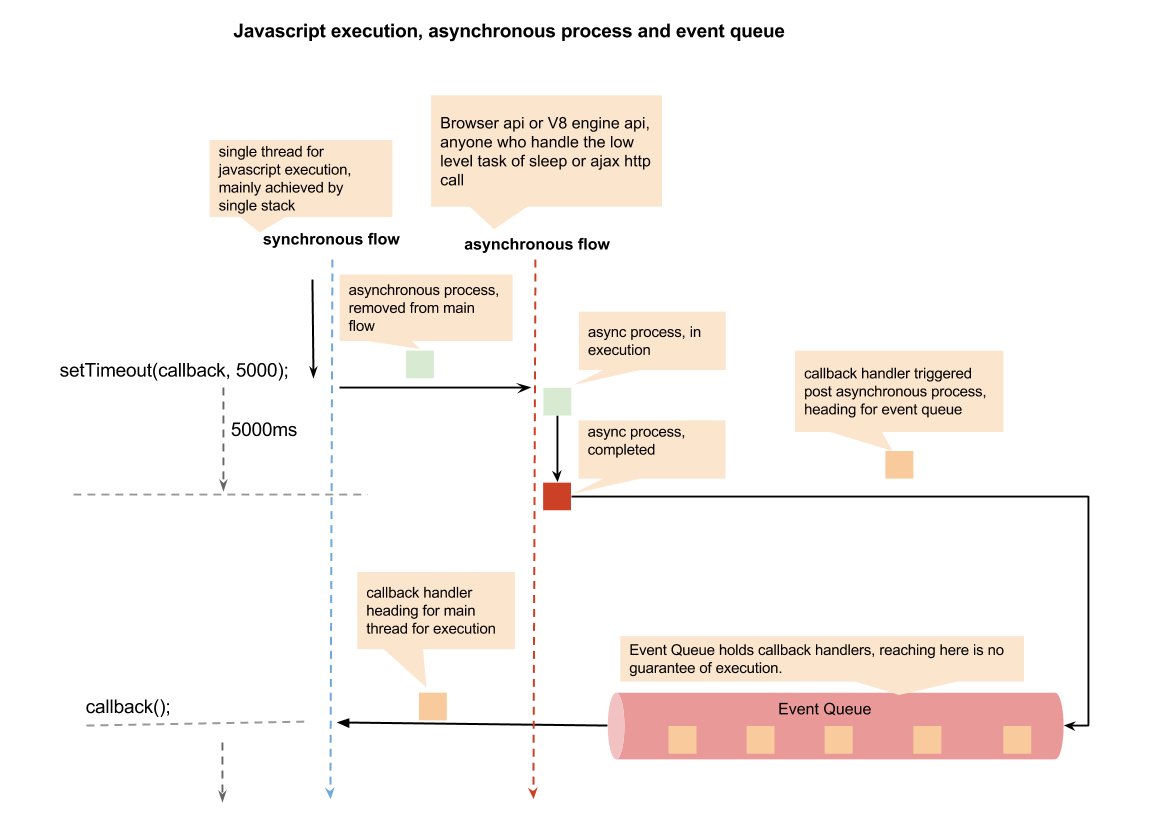 Javascript execution, asynchronous process and event queue
Browser api or V8 engine api,
anyone who handle the low
level task of sleep or ajax http
call
single thread for
javascript execution,
mainly achieved by
single stack
synchronous flow
asynchronous flow
asynchronous process,
removed from main
flow
async process, in
execution
setTimeout(callback, 5000);
callback handler triggered
post asynchronous process,
heading for event queue
5000ms
async process,
completed
callback handler
heading for main
thread for execution
Event Queue holds callback handlers, reaching here is no
guarantee of execution.
callback();
Event Queue